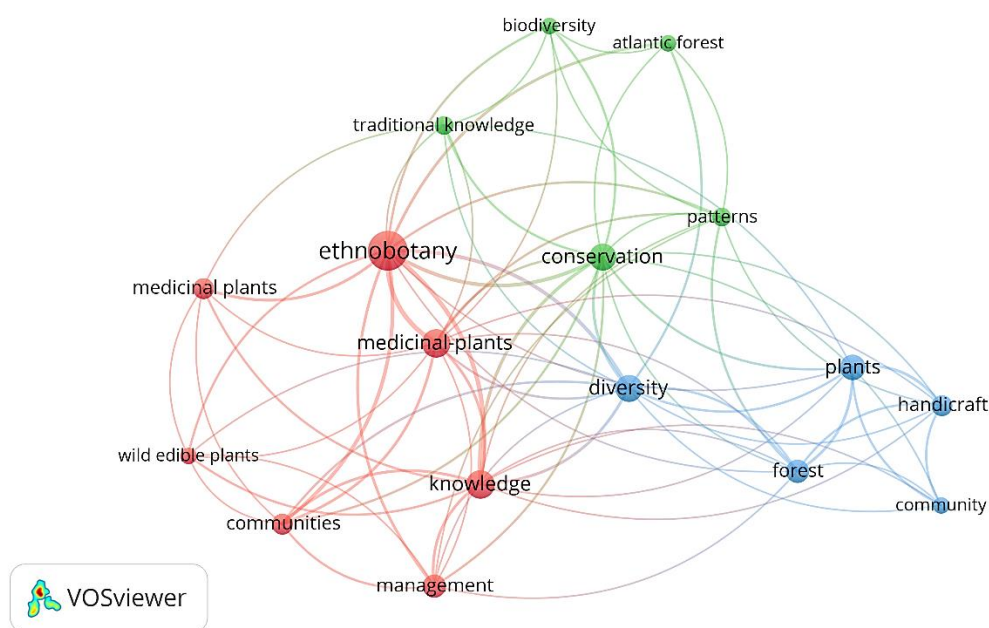 biodiversity
atlantic forest
traditional knowledge
patterns
ethnobotany
conservation
medicinal plants
medicinal-plants
plants
diversity
handicraft
wild edible plants
forest
knowledge
community
communities
management
VOSviewer